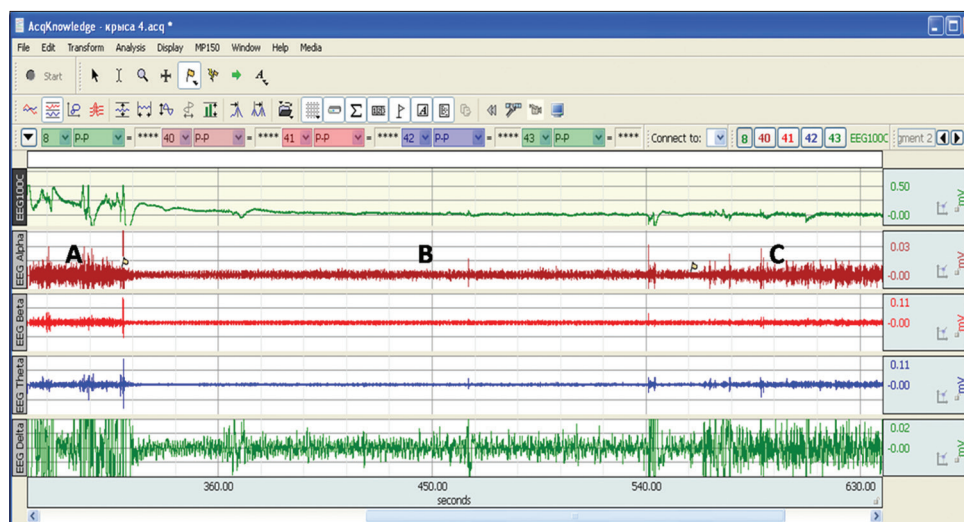 AcqKnowledge - крыса 4.acq *
File Edit Transform Analysis Display MP150 Window Help Media
Start
8 P-P = **** 40 P-P = **** 41 P-P = **** 42 P-P = **** 43 P-P = **** Connect to: 8 40 41 42 43 EEG100C gment 2
EEG100C
0.50
-0.00
mV
EEG Alpha
A B C
0.03
-0.00
mV
EEG Beta
0.11
-0.00
mV
EEG Theta
0.11
-0.00
mV
EEG Delta
0.02
-0.00
mV
360.00 450.00 540.00 630.00
seconds